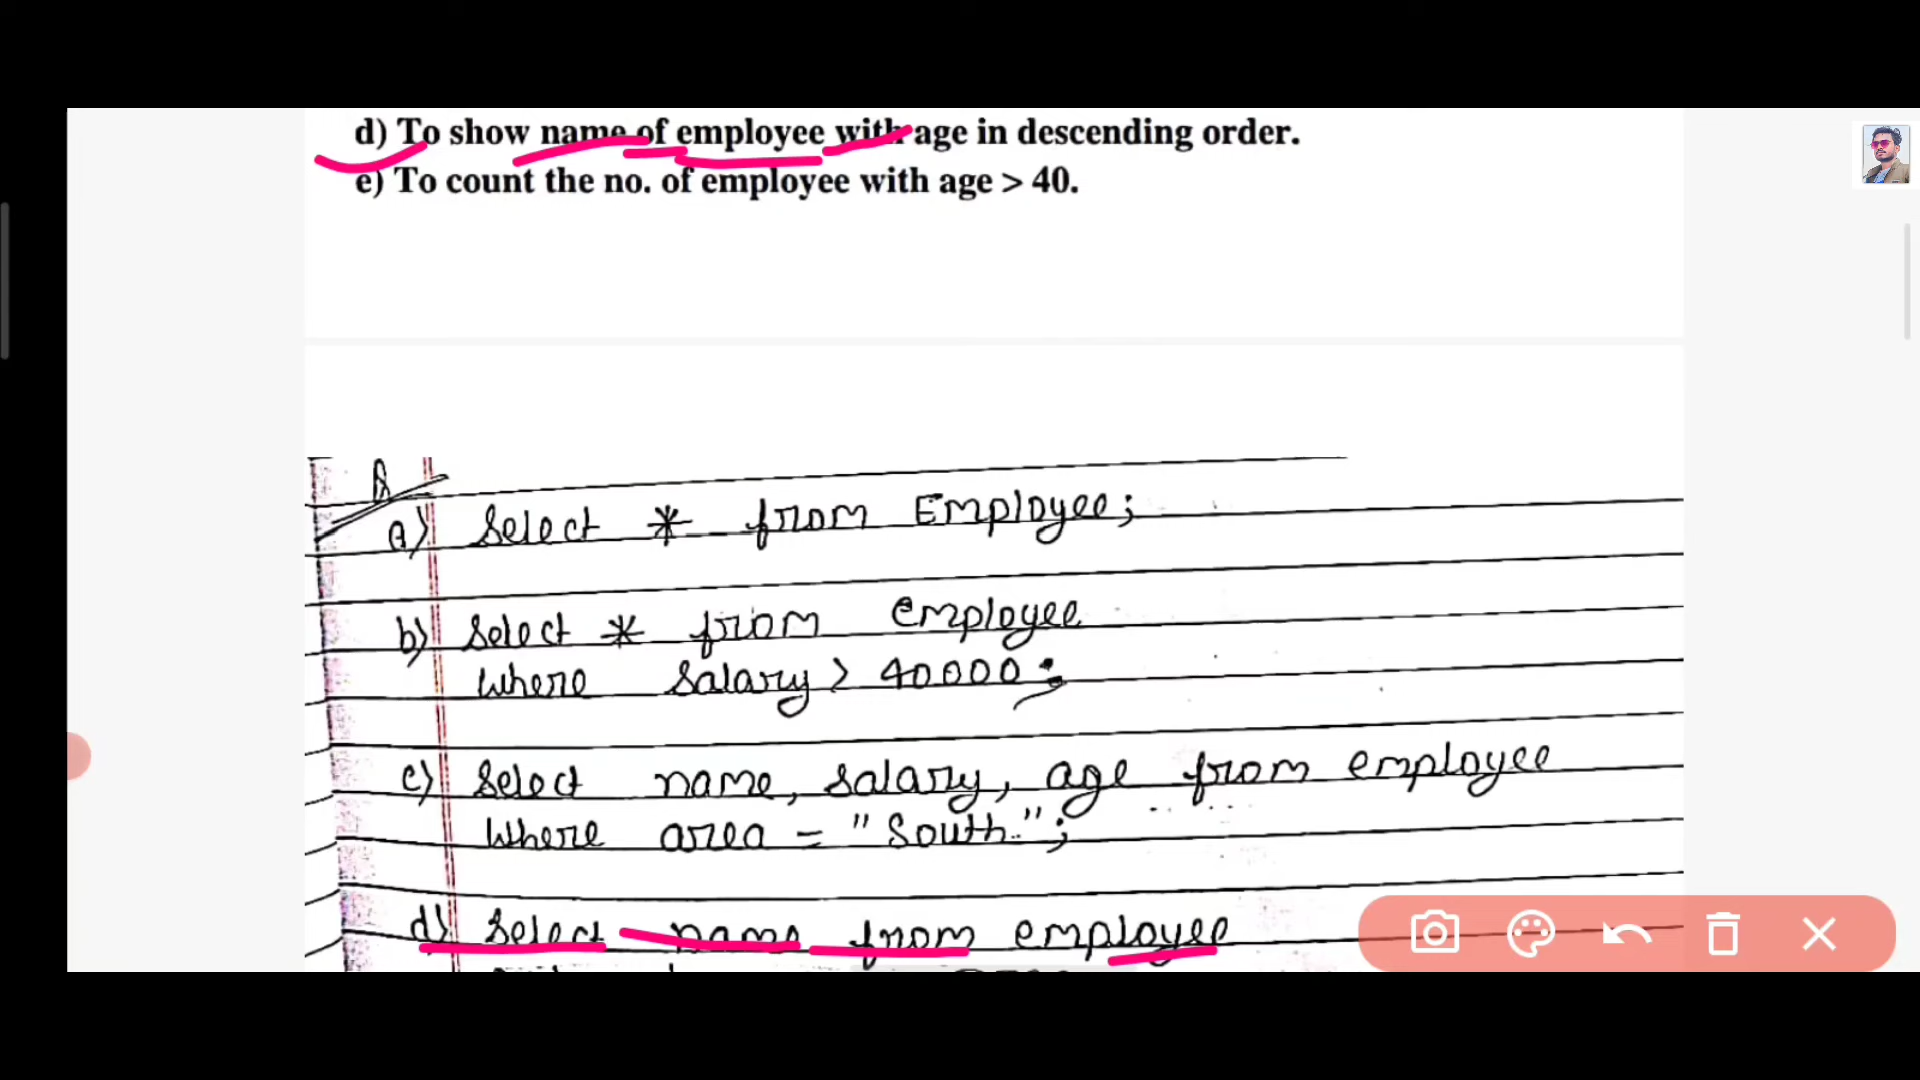 d) To show name of employee with age in descending order.
e) To count the no. of employee with age > 40.
A
a) Select * from Employee;
b) Select * from employee
Where Salary > 40000;
c) Select name, salary, age from employee
Where area = "South";
d) Select name from employee